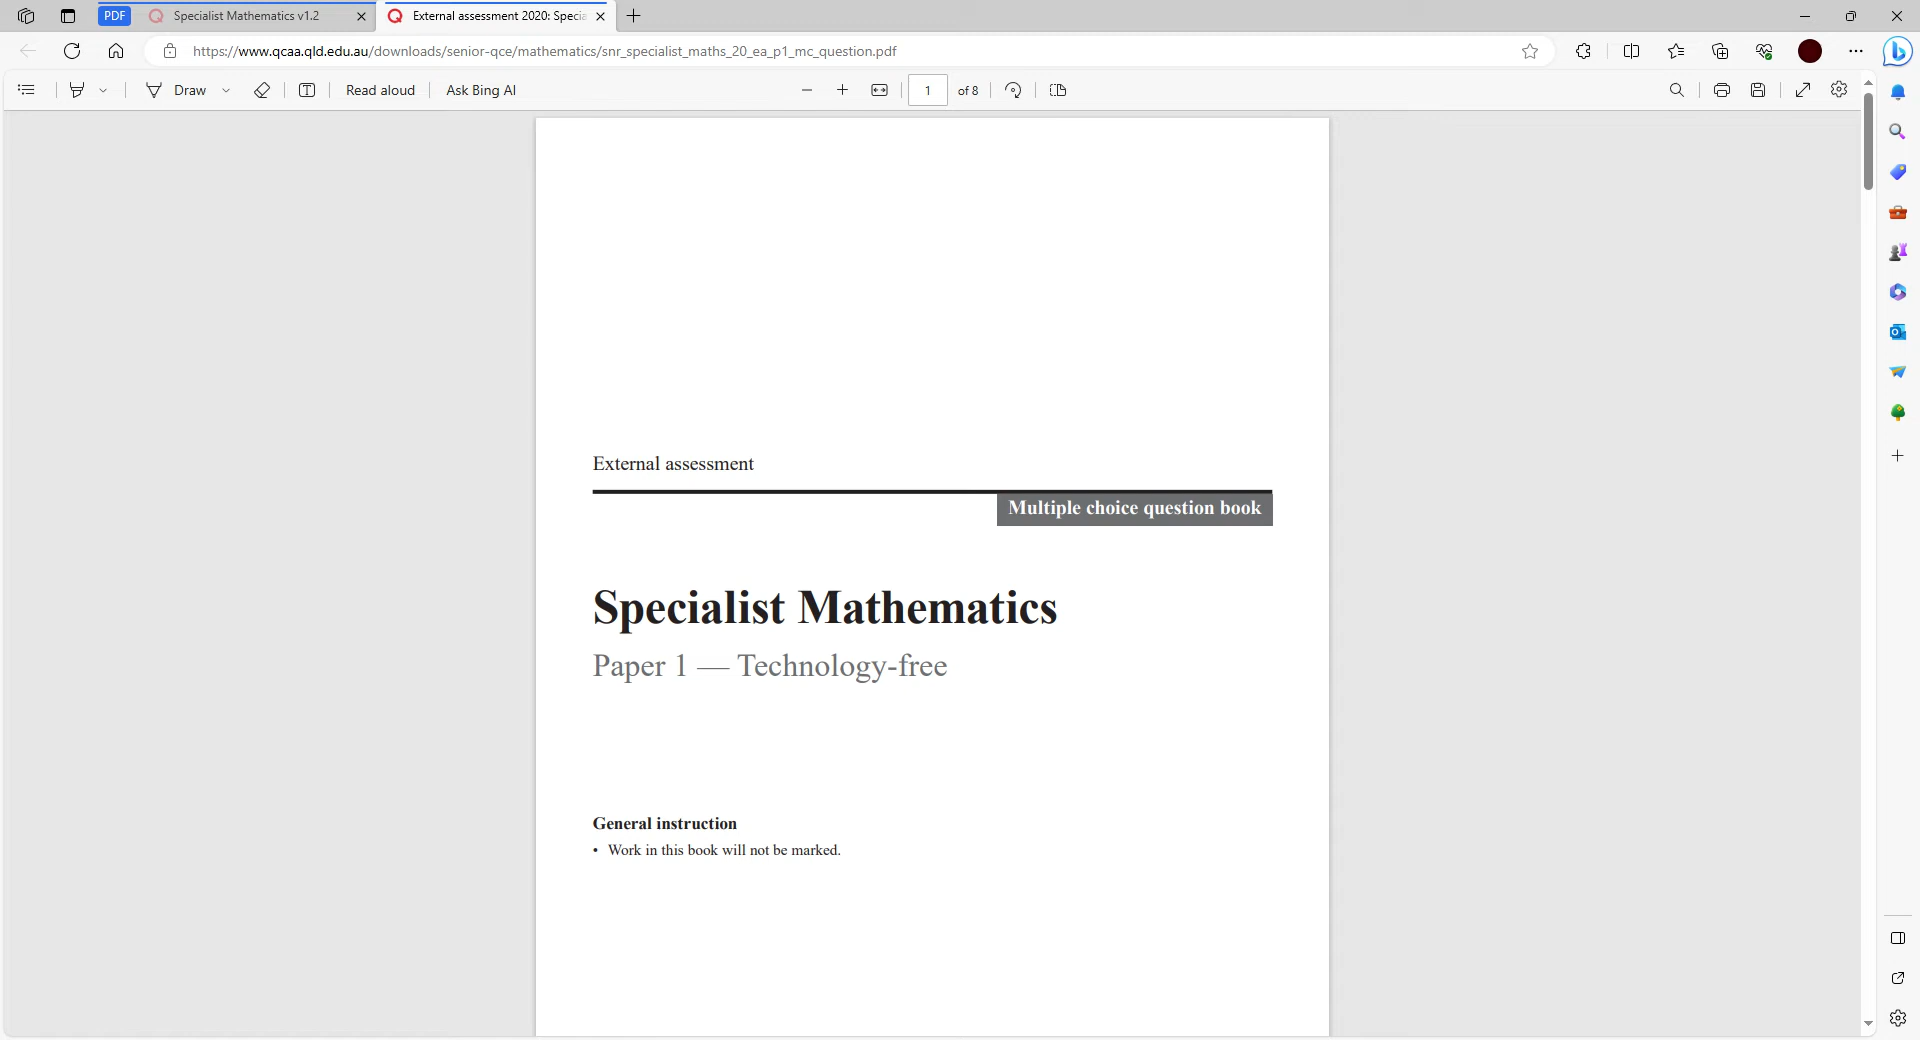 PDF
Specialist Mathematics v1.2
External assessment 2020: Specia
https://www.qcaa.qld.edu.au/downloads/senior-qce/mathematics/snr_specialist_maths_20_ea_p1_mc_question.pdf
Draw
Read aloud
Ask Bing AI
1
of 8
External assessment
Multiple choice question book
Specialist Mathematics
Paper 1 — Technology-free
General instruction
• Work in this book will not be marked.